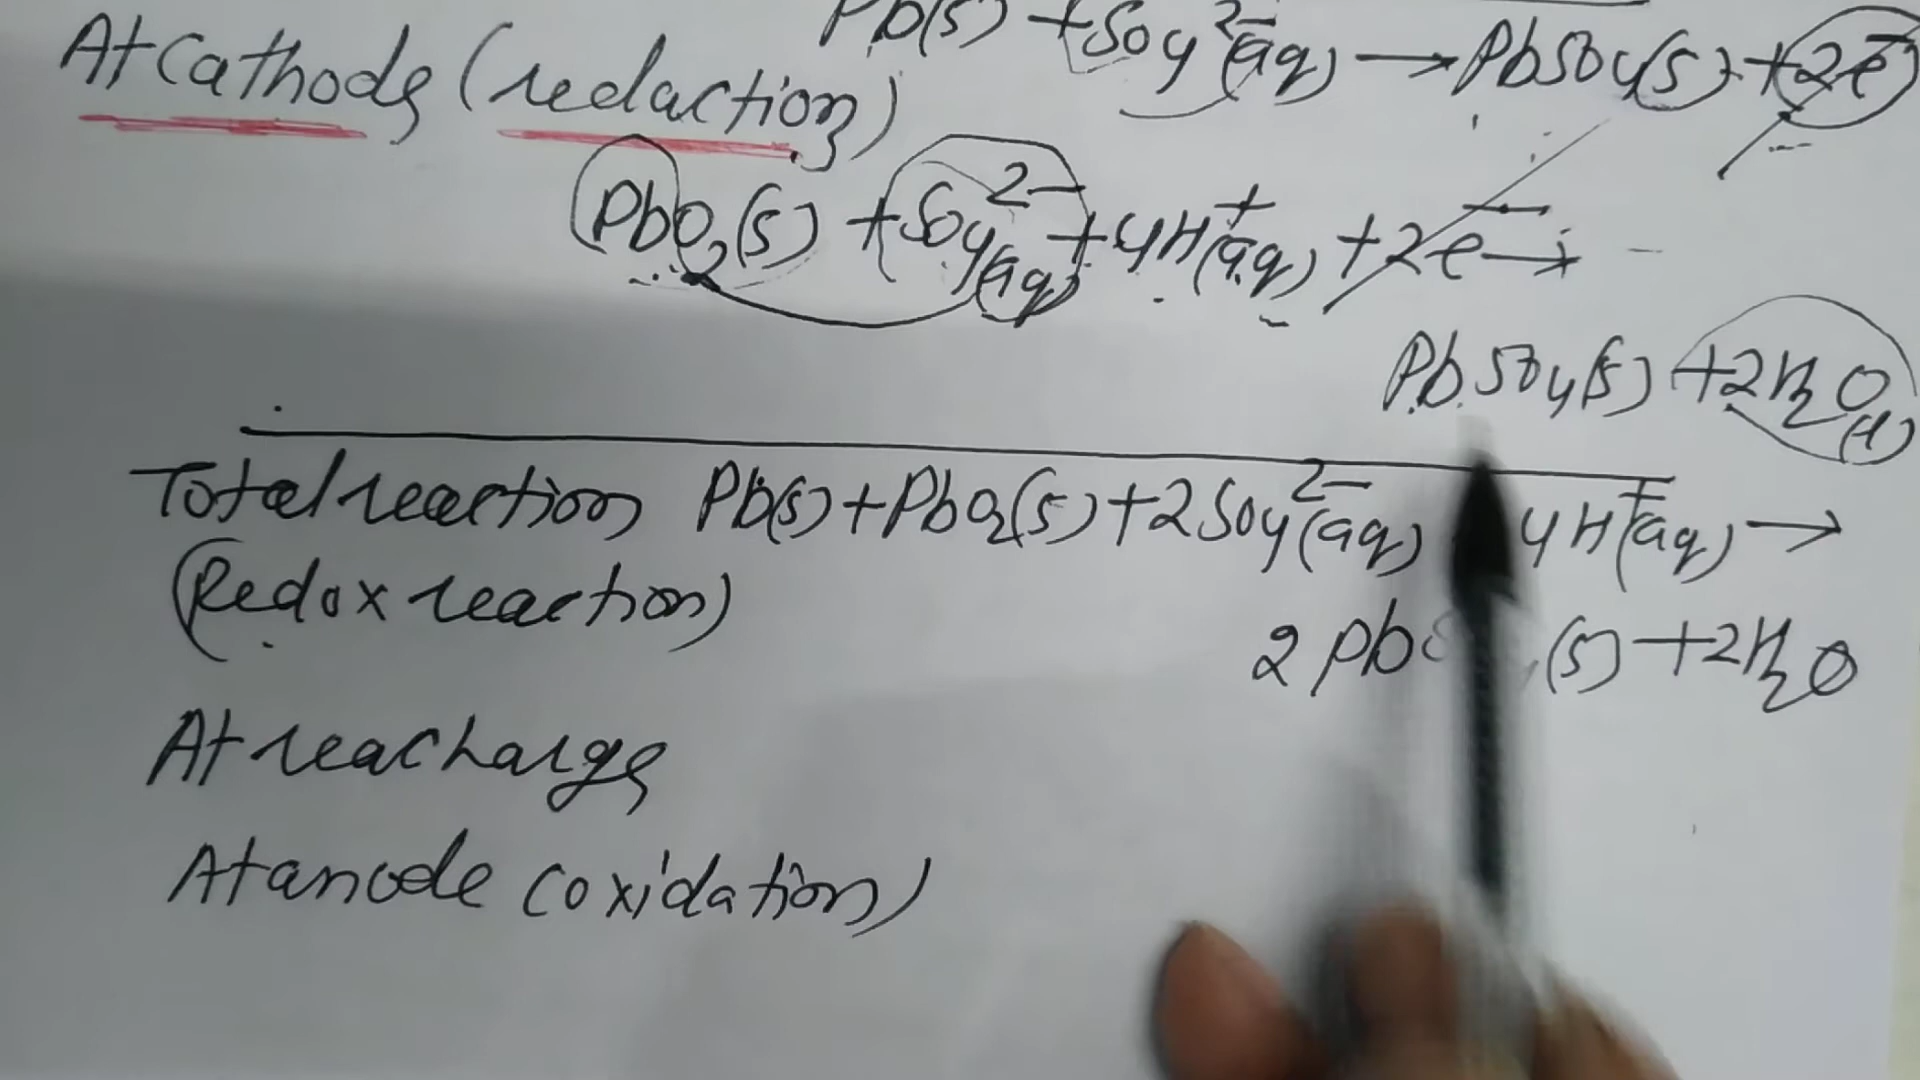 Pb(s) + SO4^2-(aq) → PbSO4(s) + 2e-
At Cathode (redaction)
PbO2(s) + SO4^2-(aq) + 4H+(aq) + 2e- →
PbSO4(s) + 2H2O(l)
Total reaction Pb(s) + PbO2(s) + 2SO4^2-(aq) 4H+(aq) →
(Redox reaction) 2Pb (s) + 2H2O
At reacharge
At anode (oxidation)